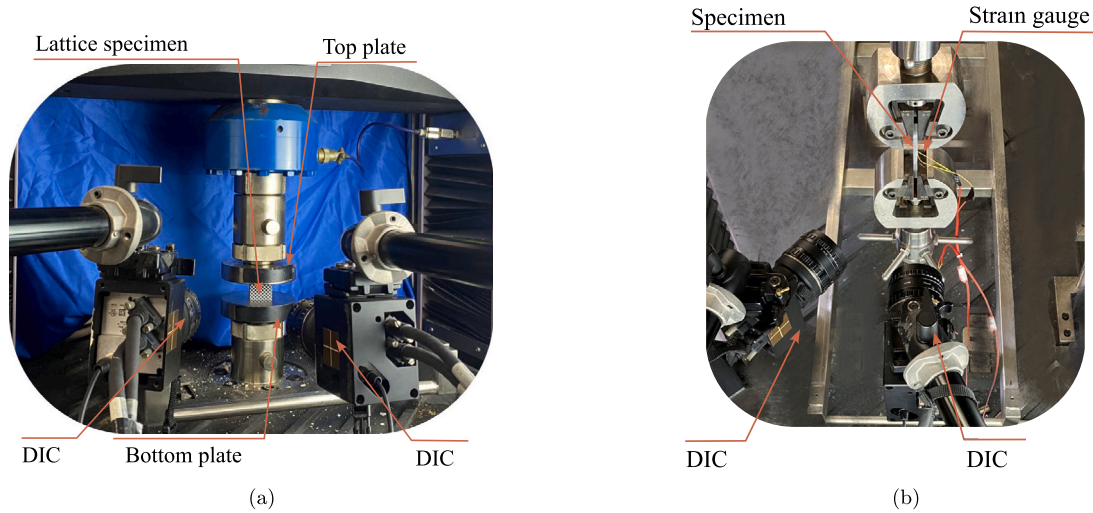 Lattice specimen
Top plate
DIC
Bottom plate
DIC
(a)
Specimen
Strain gauge
DIC
DIC
(b)